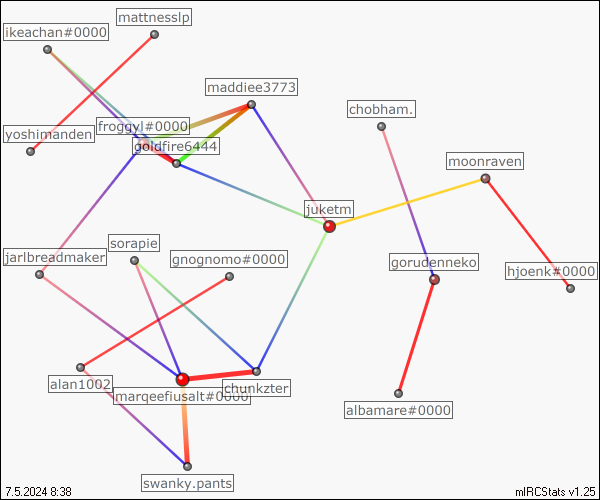 mattnesslp
ikeachan#0000
maddiee3773
chobham.
froggyl#0000
yoshimanden
goldfire6444
moonraven
juketm
sorapie
jarlbreadmaker
gnognomo#0000
gorudenneko
hjoenk#0000
alan1002
chunkzter
marqeefiusalt#0000
albamare#0000
swanky.pants
7.5.2024 8:38
mIRCStats v1.25